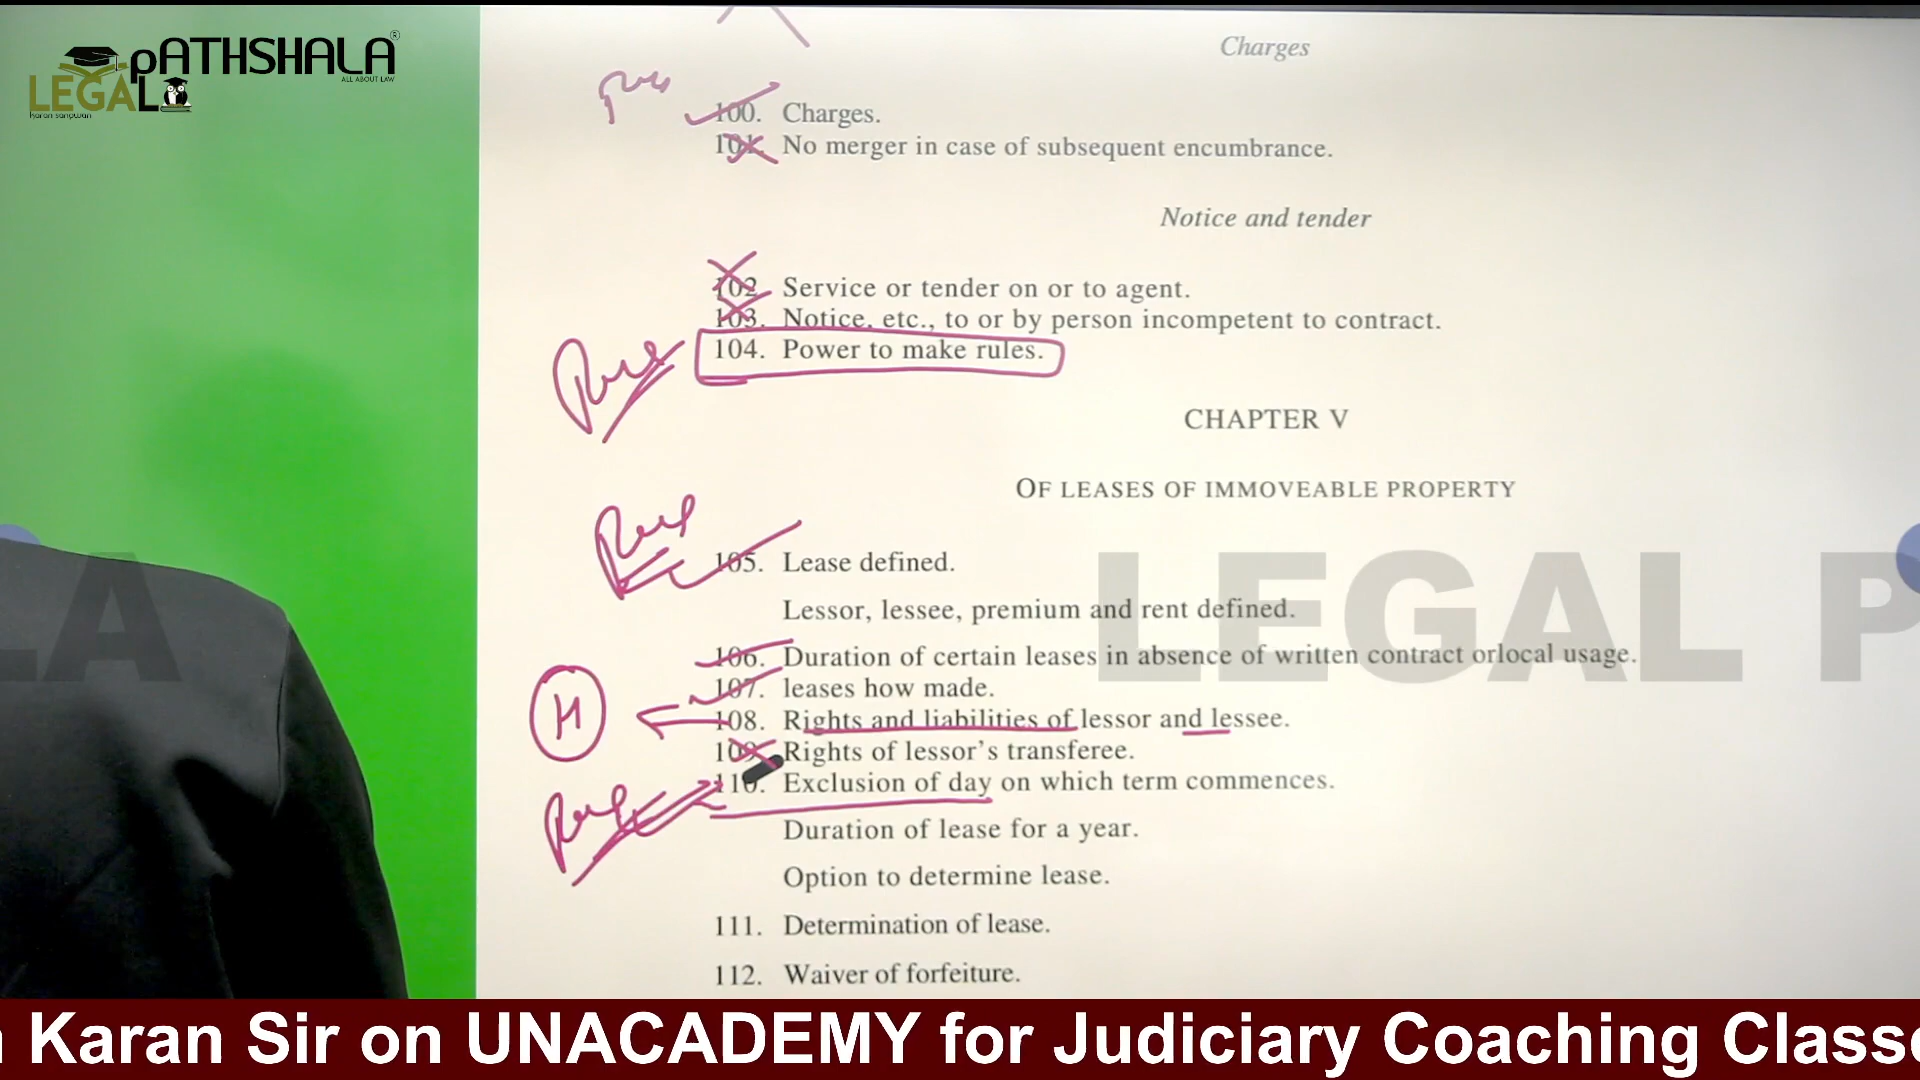 LEGAL pATHSHALA
ALL ABOUT LAW
karan sangwan
Charges
100. Charges.
101. No merger in case of subsequent encumbrance.
Notice and tender
102. Service or tender on or to agent.
103. Notice, etc., to or by person incompetent to contract.
104. Power to make rules.
CHAPTER V
OF LEASES OF IMMOVEABLE PROPERTY
105. Lease defined.
Lessor, lessee, premium and rent defined.
106. Duration of certain leases in absence of written contract orlocal usage.
107. leases how made.
H
108. Rights and liabilities of lessor and lessee.
109. Rights of lessor's transferee.
110. Exclusion of day on which term commences.
Duration of lease for a year.
Option to determine lease.
111. Determination of lease.
112. Waiver of forfeiture.
LA LEGAL P
Karan Sir on UNACADEMY for Judiciary Coaching Classe